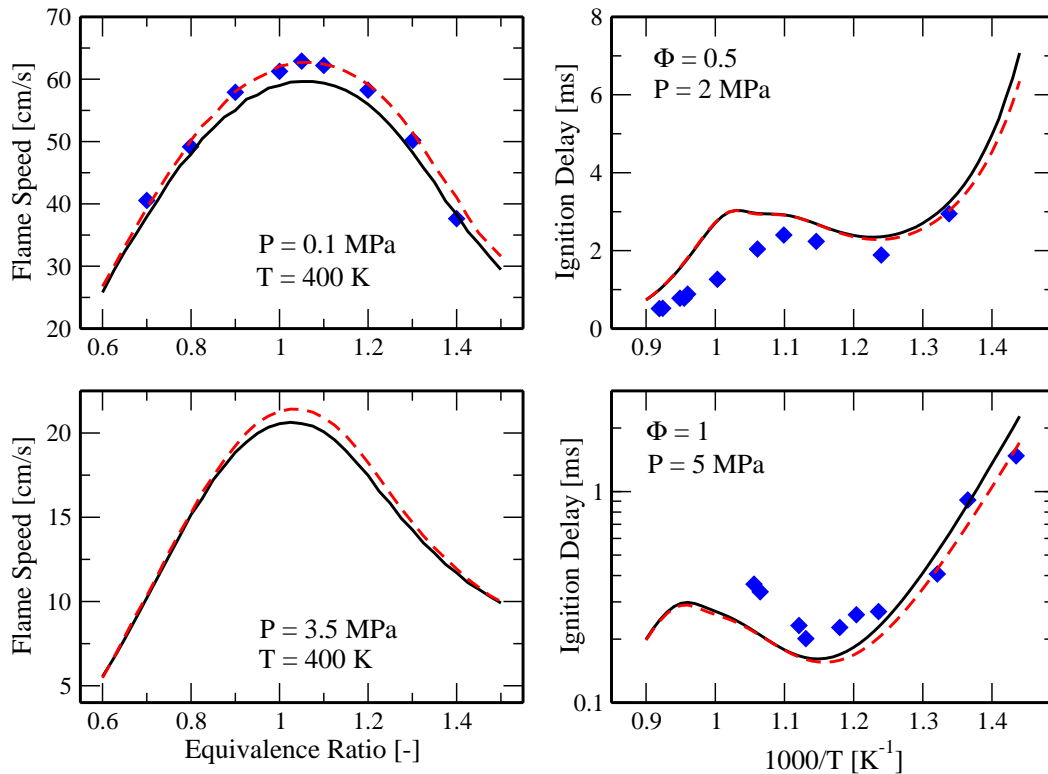 70
60
50
40
30
20
Flame Speed [cm/s]
P = 0.1 MPa
T = 400 K
0.6
0.8
1
1.2
1.4
8
6
4
2
0
Ignition Delay [ms]
Φ = 0.5
P = 2 MPa
0.9
1
1.1
1.2
1.3
1.4
20
15
10
5
Flame Speed [cm/s]
P = 3.5 MPa
T = 400 K
0.6
0.8
1
1.2
1.4
Equivalence Ratio [-]
1
0.1
Ignition Delay [ms]
Φ = 1
P = 5 MPa
0.9
1
1.1
1.2
1.3
1.4
1000/T [K⁻¹]